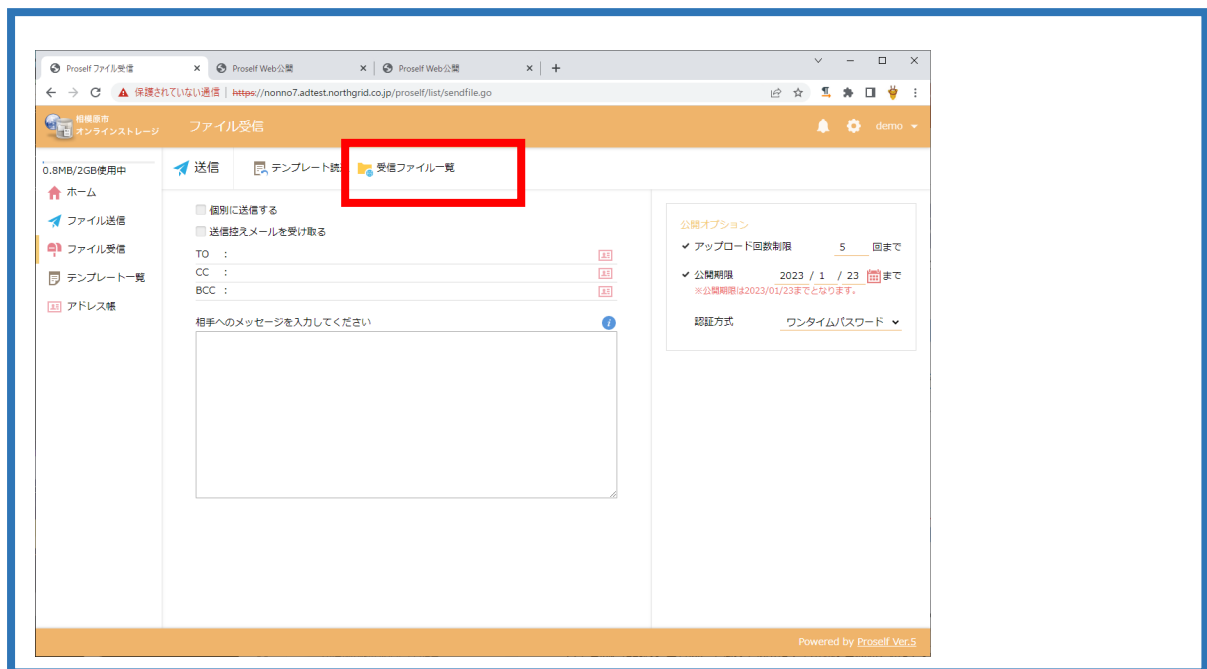 Proself ファイル受信 Proself Web公開 Proself Web公開
保護されていない通信 | https://nonno7.adtest.northgrid.co.jp/proself/list/sendfile.go
相模原市
オンラインストレージ
ファイル受信
demo
0.8MB/2GB使用中
ホーム
ファイル送信
ファイル受信
テンプレート一覧
アドレス帳
送信 テンプレート読 受信ファイル一覧
個別に送信する
送信控えメールを受け取る
TO :
CC :
BCC :
相手へのメッセージを入力してください
公開オプション
アップロード回数制限 5 回まで
公開期限 2023 / 1 / 23 まで
※公開期限は2023/01/23までとなります。
認証方式 ワンタイムパスワード
Powered by Proself Ver.5